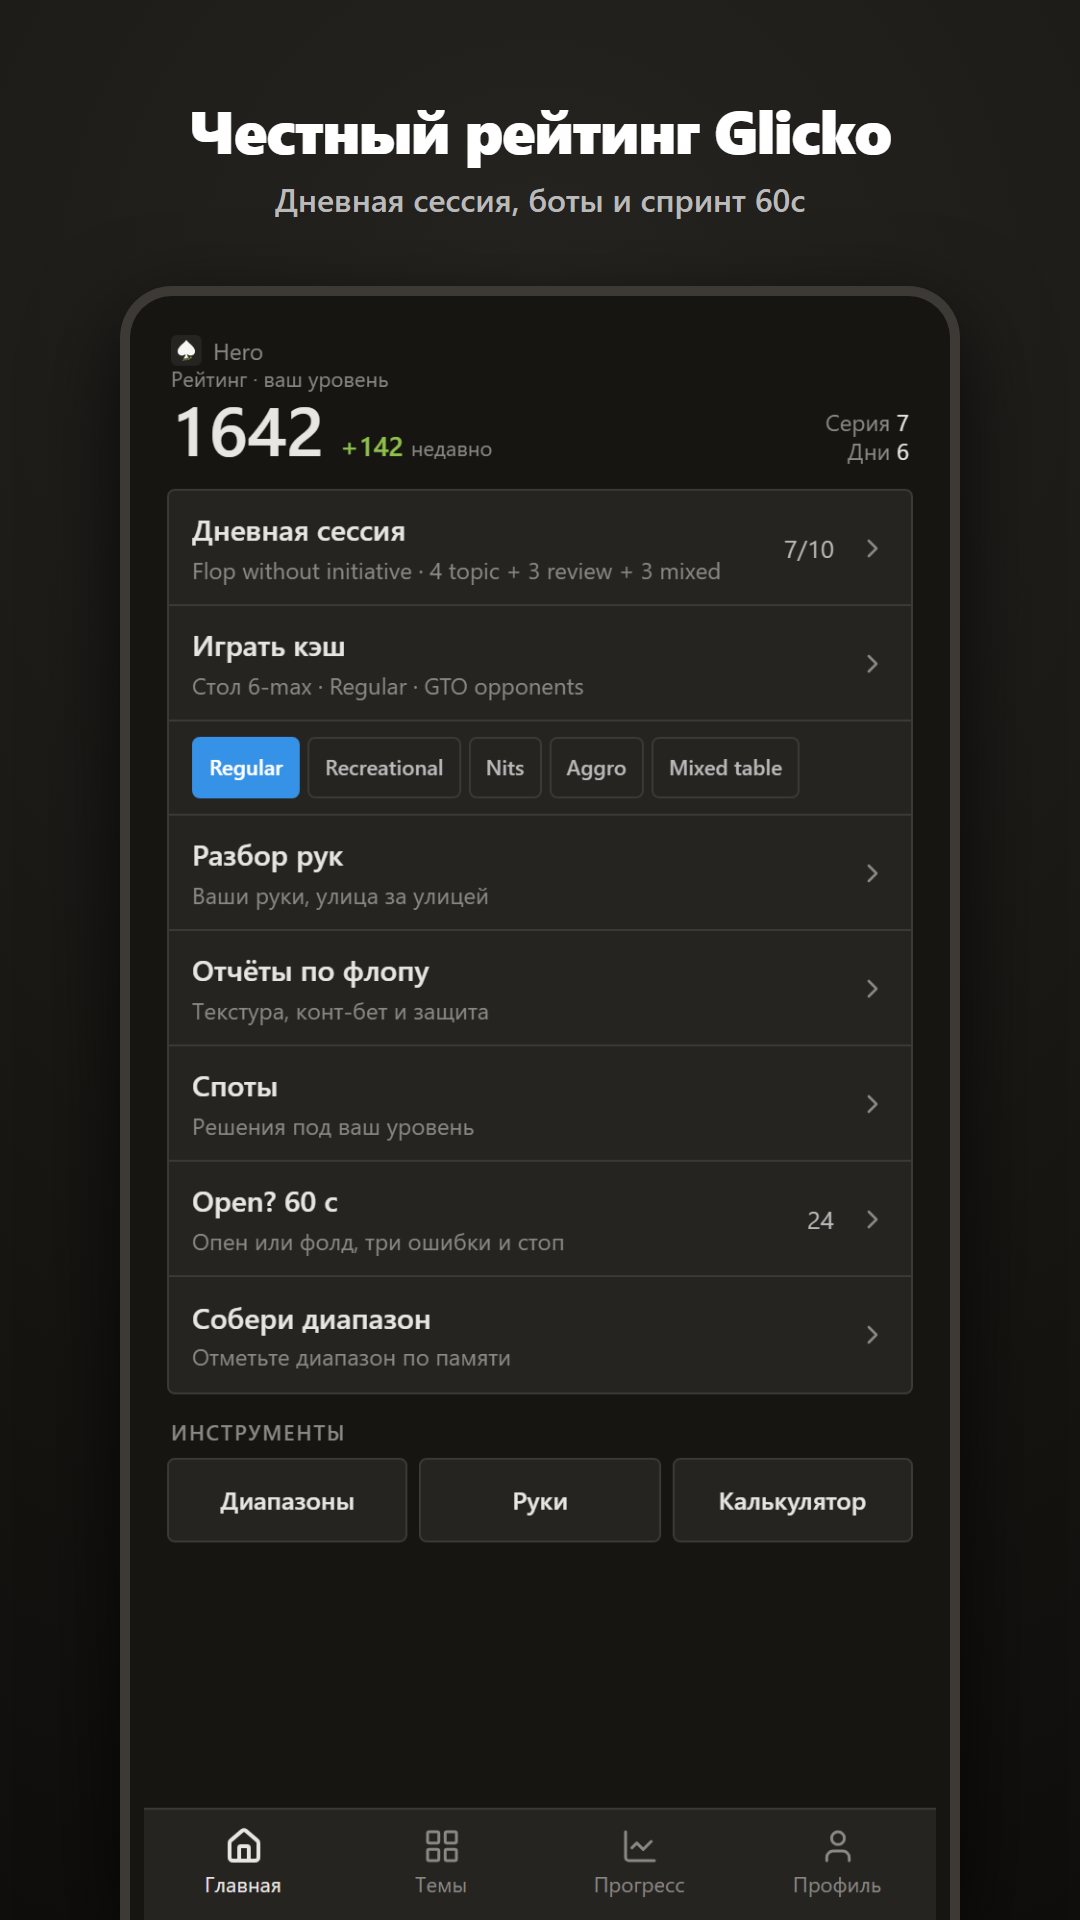 Честный рейтинг Glicko
Дневная сессия, боты и спринт 60с
Hero
Рейтинг · ваш уровень
1642 +142 недавно
Серия 7
Дни 6
Дневная сессия
Flop without initiative · 4 topic + 3 review + 3 mixed
7/10
Играть кэш
Стол 6-max · Regular · GTO opponents
Regular Recreational Nits Aggro Mixed table
Разбор рук
Ваши руки, улица за улицей
Отчёты по флопу
Текстура, конт-бет и защита
Споты
Решения под ваш уровень
Open? 60 с
Опен или фолд, три ошибки и стоп
24
Собери диапазон
Отметьте диапазон по памяти
ИНСТРУМЕНТЫ
Диапазоны Руки Калькулятор
Главная Темы Прогресс Профиль